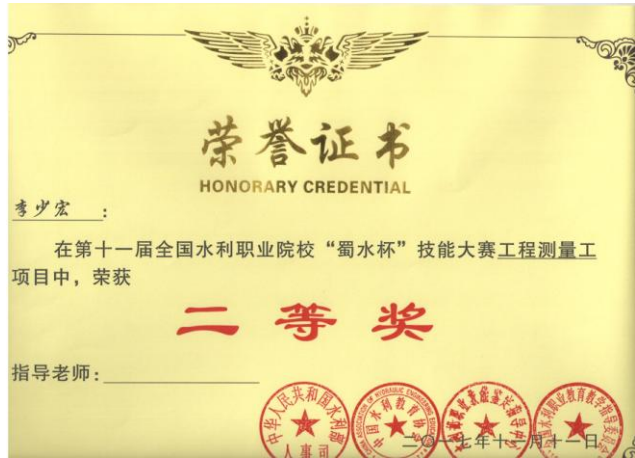 荣誉证书
HONORARY CREDENTIAL
李少宏:
在第十一届全国水利职业院校“蜀水杯”技能大赛工程测量工
项目中，荣获
二等奖
指导老师:
中华人民共和国水利部
人事司
中国水利教育协会
二〇一七年十一月十一日